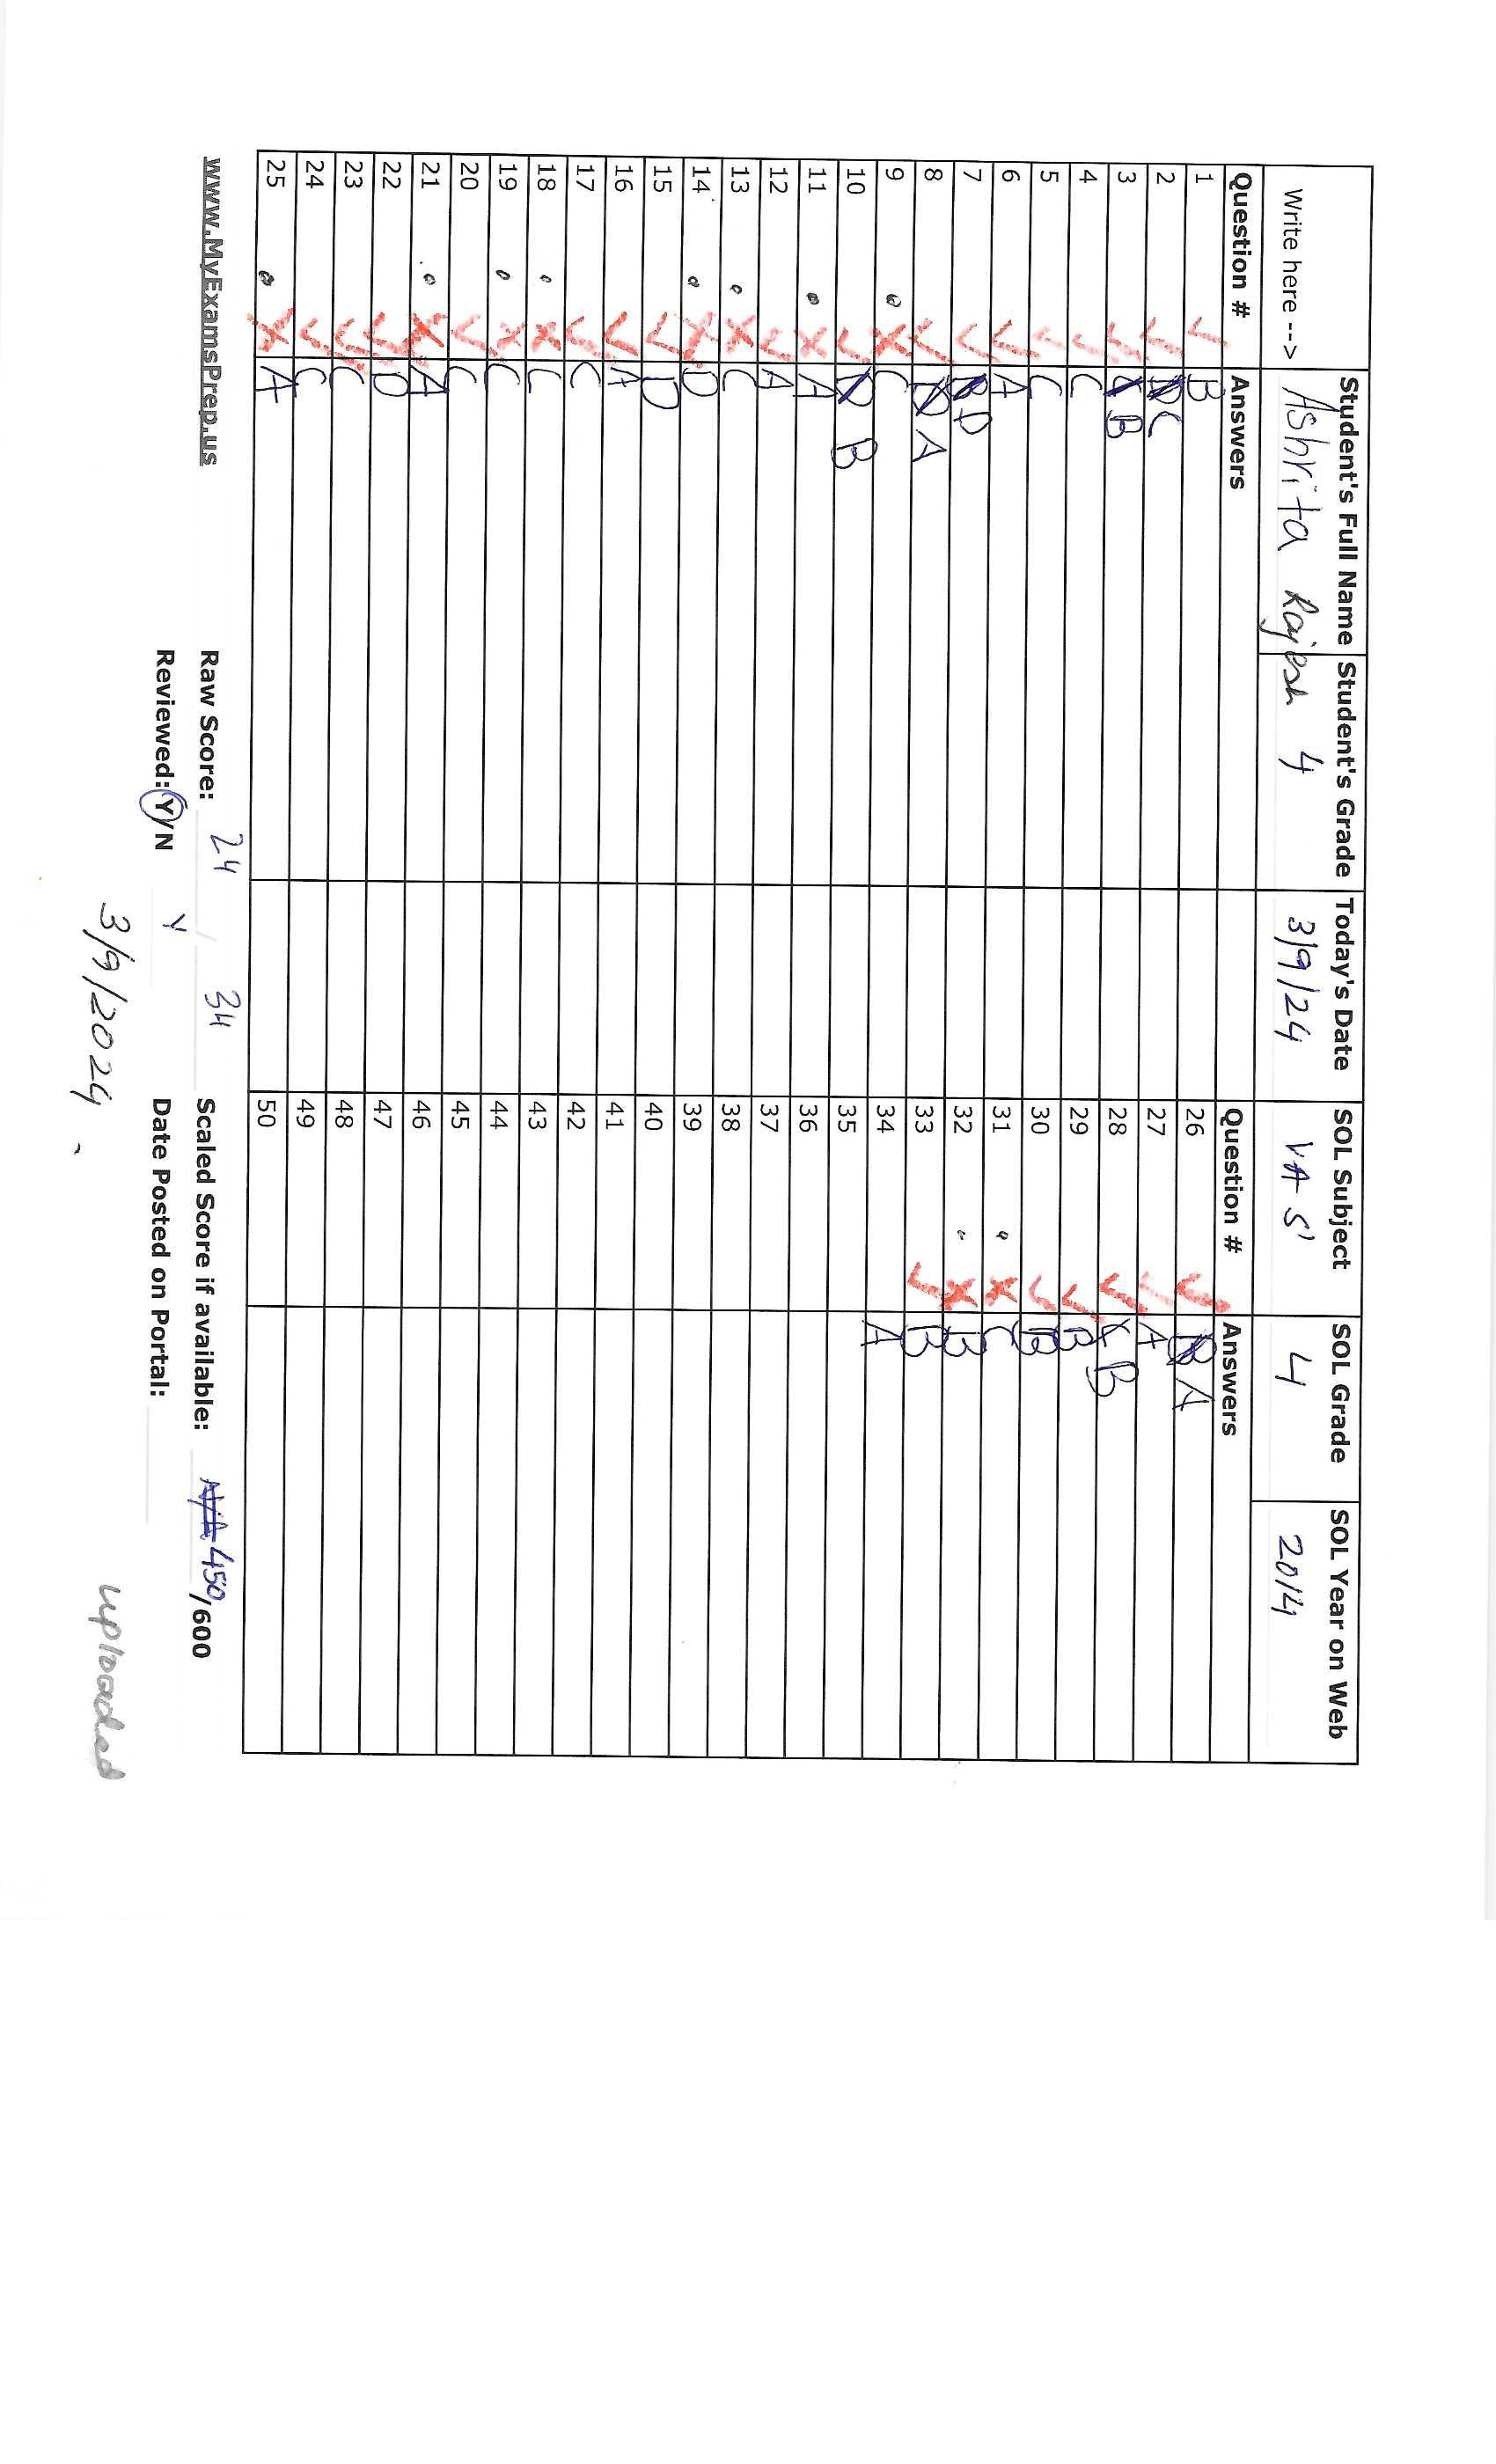 Student's Full Name Student's Grade Today's Date SOL Subject SOL Grade SOL Year on Web
Write here ---> Ashrita Rajesh 4 3/9/24 VA S 4 2014
Question # Answers Question # Answers
1 B 26 A
2 C 27 A
3 B 28 B
4 C 29 B
5 C 30 B
6 A 31 C
7 D 32 B
8 A 33 B
9 C 34 A
10 B 35
11 A 36
12 A 37
13 C 38
14 D 39
15 D 40
16 A 41
17 C 42
18 C 43
19 C 44
20 C 45
21 A 46
22 D 47
23 C 48
24 C 49
25 A 50
www.MyExamsPrep.us Raw Score: 24 / 34 Scaled Score if available: N/A 450/600
Reviewed: Y/N Y Date Posted on Portal:
3/9/2024 uploaded